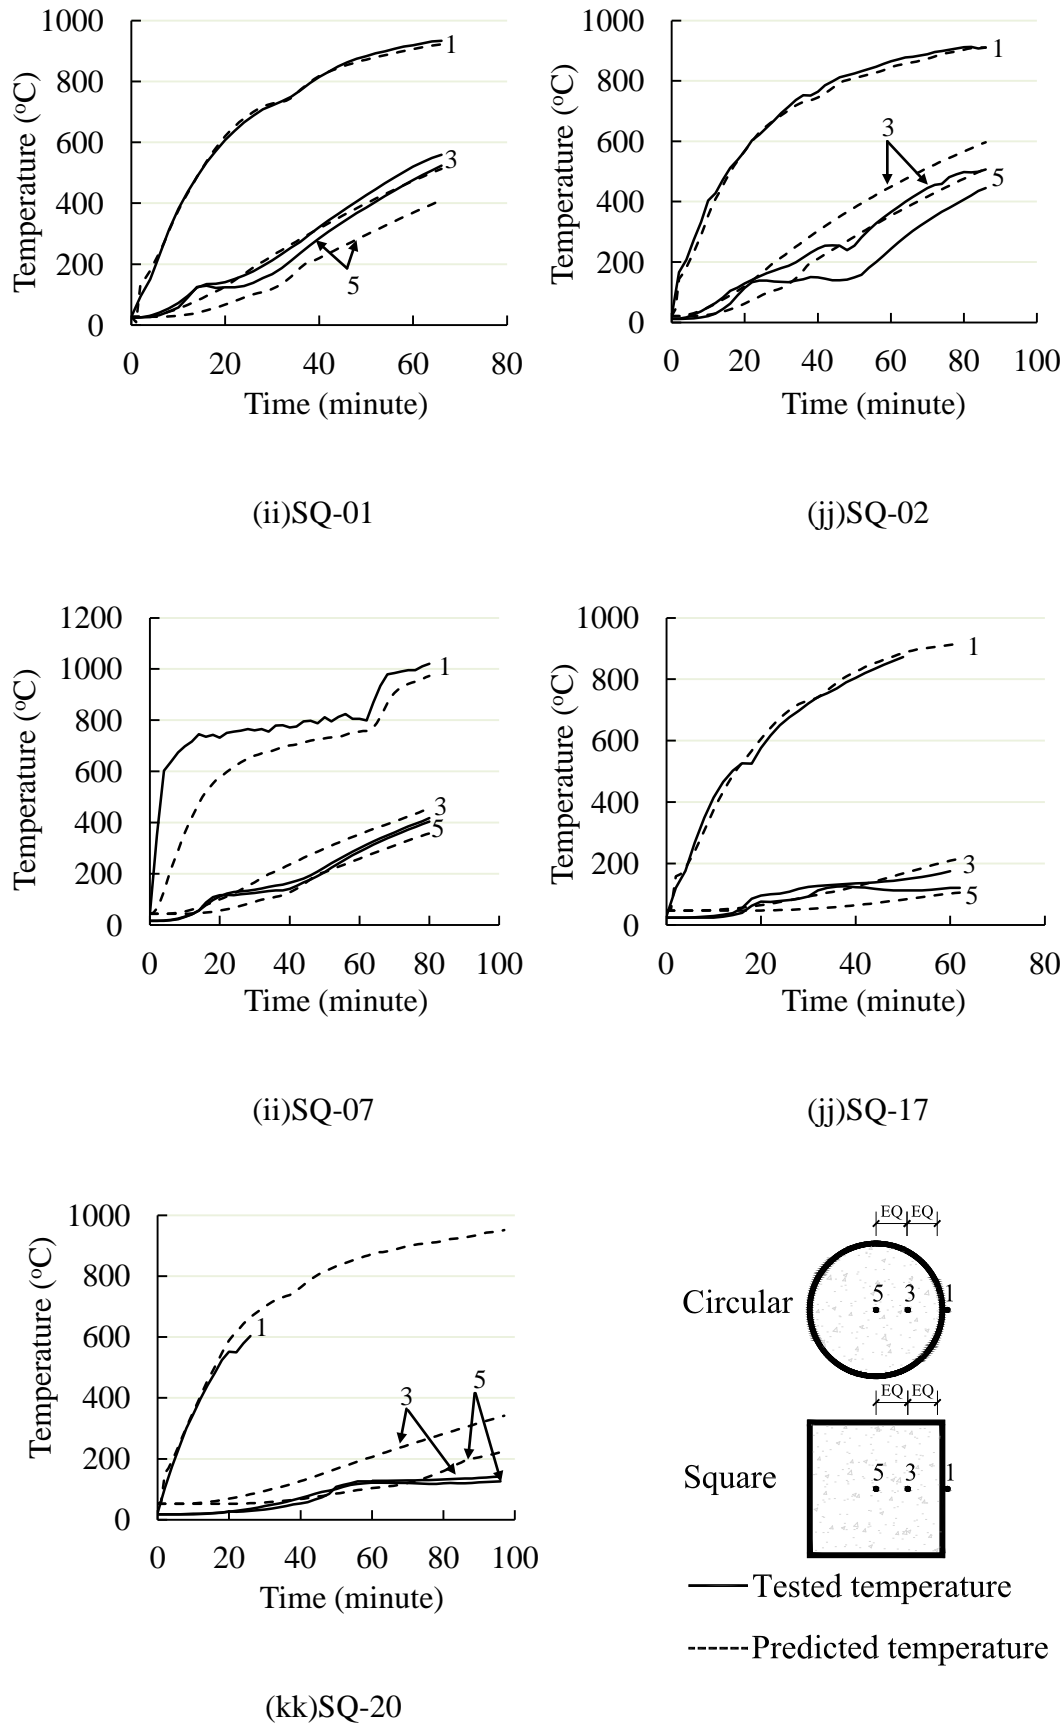 1000
800
600
400
200
0
Temperature (°C)
1
3
5
0 20 40 60 80
Time (minute)
(ii)SQ-01
1000
800
600
400
200
0
Temperature (°C)
1
3
5
0 20 40 60 80 100
Time (minute)
(jj)SQ-02
1200
1000
800
600
400
200
0
Temperature (°C)
1
3
5
0 20 40 60 80 100
Time (minute)
(ii)SQ-07
1000
800
600
400
200
0
Temperature (°C)
1
3
5
0 20 40 60 80
Time (minute)
(jj)SQ-17
1000
800
600
400
200
0
Temperature (°C)
1
3
5
0 20 40 60 80 100
Time (minute)
(kk)SQ-20
EQ EQ
Circular
5 3 1
EQ EQ
Square
5 3 1
Tested temperature
Predicted temperature